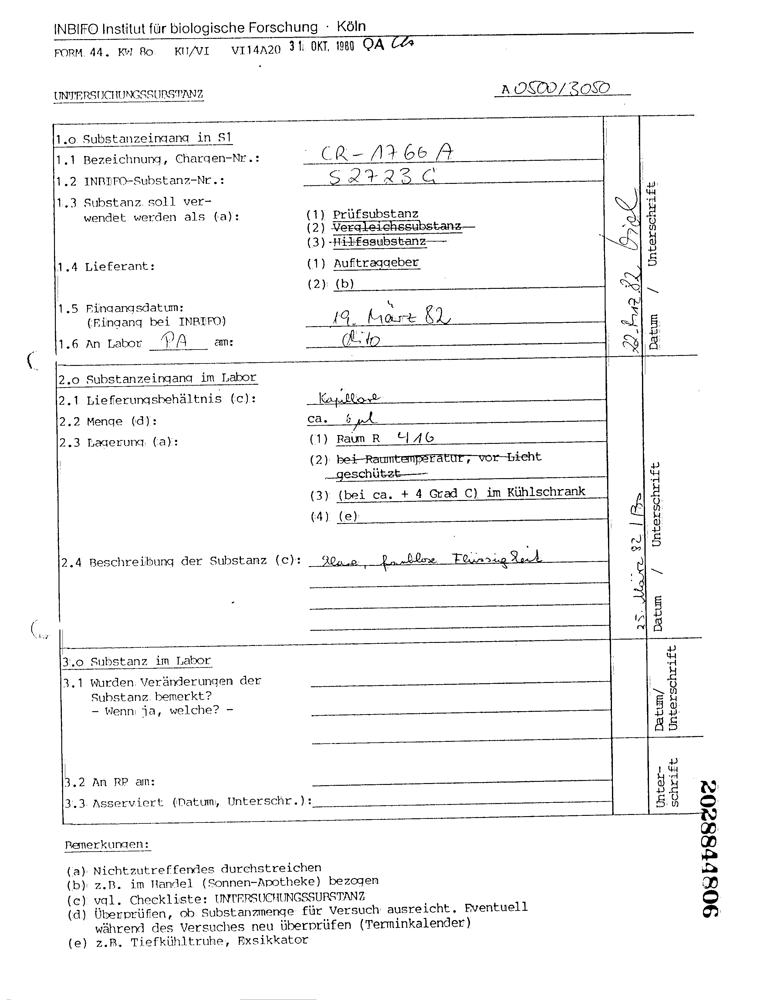 INBIFO Institut für biologische Forschung · Köln
FORM 44. KW 80 KU/VI VI14A20 31. OKT. 1980 QA
UNTERSUCHUNGSSUBSTANZ
A 0500/3050
1.o Substanzeingang in S1
1.1 Bezeichnung, Chargen-Nr.: CR-1766 A
1.2 INBIFO-Substanz-Nr.: S 2723 G
1.3 Substanz soll ver-
wendet werden als (a): (1) Prüfsubstanz
(2) Vergleichssubstanz
(3) Hilfssubstanz
1.4 Lieferant: (1) Auftraggeber
(2) (b)
1.5 Eingangsdatum:
(Eingang bei INBIFO) 19. März 82
1.6 An Labor PA am: dito
22. März 82
Datum / Unterschrift
2.o Substanzeingang im Labor
2.1 Lieferungsbehältnis (c): Kapillare
2.2 Menge (d): ca. 6 µl
2.3 Lagerung (a): (1) Raum R 416
(2) bei Raumtemperatur, vor Licht
geschützt
(3) (bei ca. + 4 Grad C) im Kühlschrank
(4) (e)
2.4 Beschreibung der Substanz (c): klare, farblose Flüssigkeit
25. März 82 /
Datum / Unterschrift
3.o Substanz im Labor
3.1 Wurden Veränderungen der
Substanz bemerkt?
- Wenn ja, welche? -
Datum/
Unterschrift
3.2 An RP am:
3.3 Asserviert (Datum, Unterschr.):
Unter-
schrift
2028844806
Bemerkungen:
(a) Nichtzutreffendes durchstreichen
(b) z.B. im Handel (Sonnen-Apotheke) bezogen
(c) vgl. Checkliste: UNTERSUCHUNGSSUBSTANZ
(d) Überprüfen, ob Substanzmenge für Versuch ausreicht. Eventuell
während des Versuches neu überprüfen (Terminkalender)
(e) z.B. Tiefkühltruhe, Exsikkator